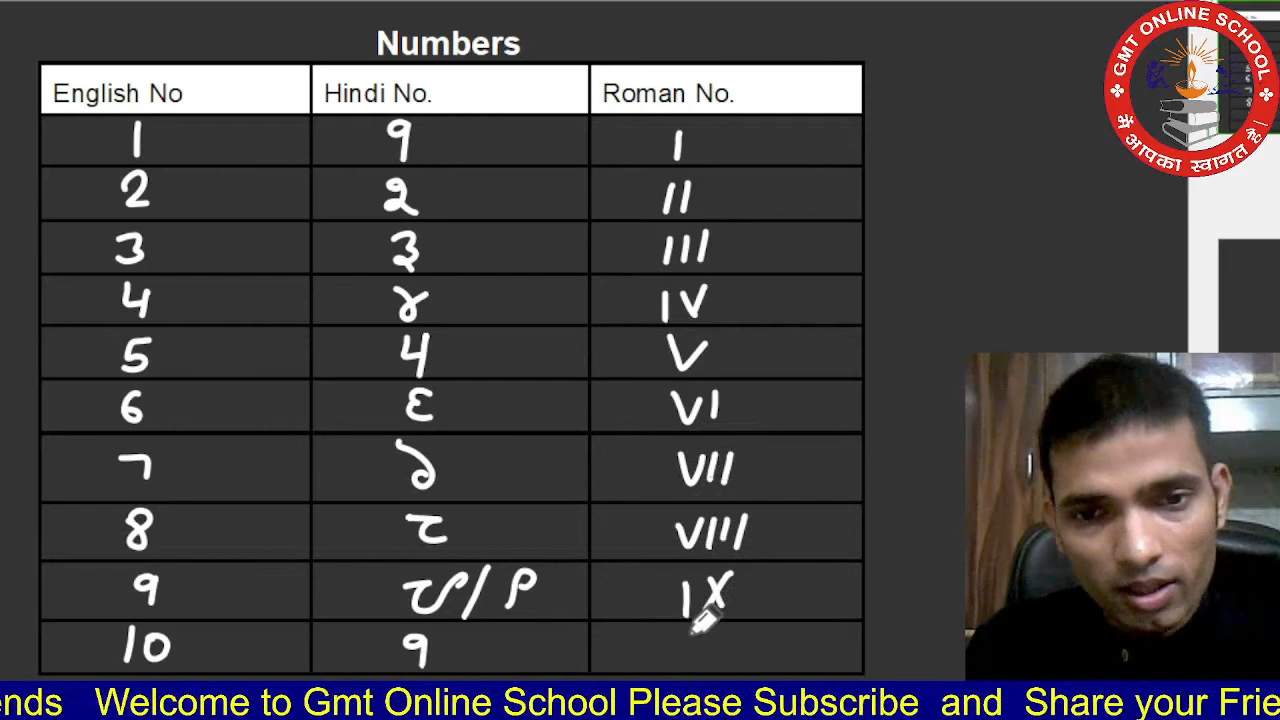 Numbers
English No Hindi No. Roman No.
1 १ I
2 २ II
3 ३ III
4 ४ IV
5 ५ V
6 ६ VI
7 ७ VII
8 ८ VIII
9 ९/९ IX
10 १
GMT ONLINE SCHOOL
में आपका स्वागत है।
ends Welcome to Gmt Online School Please Subscribe and Share your Frie